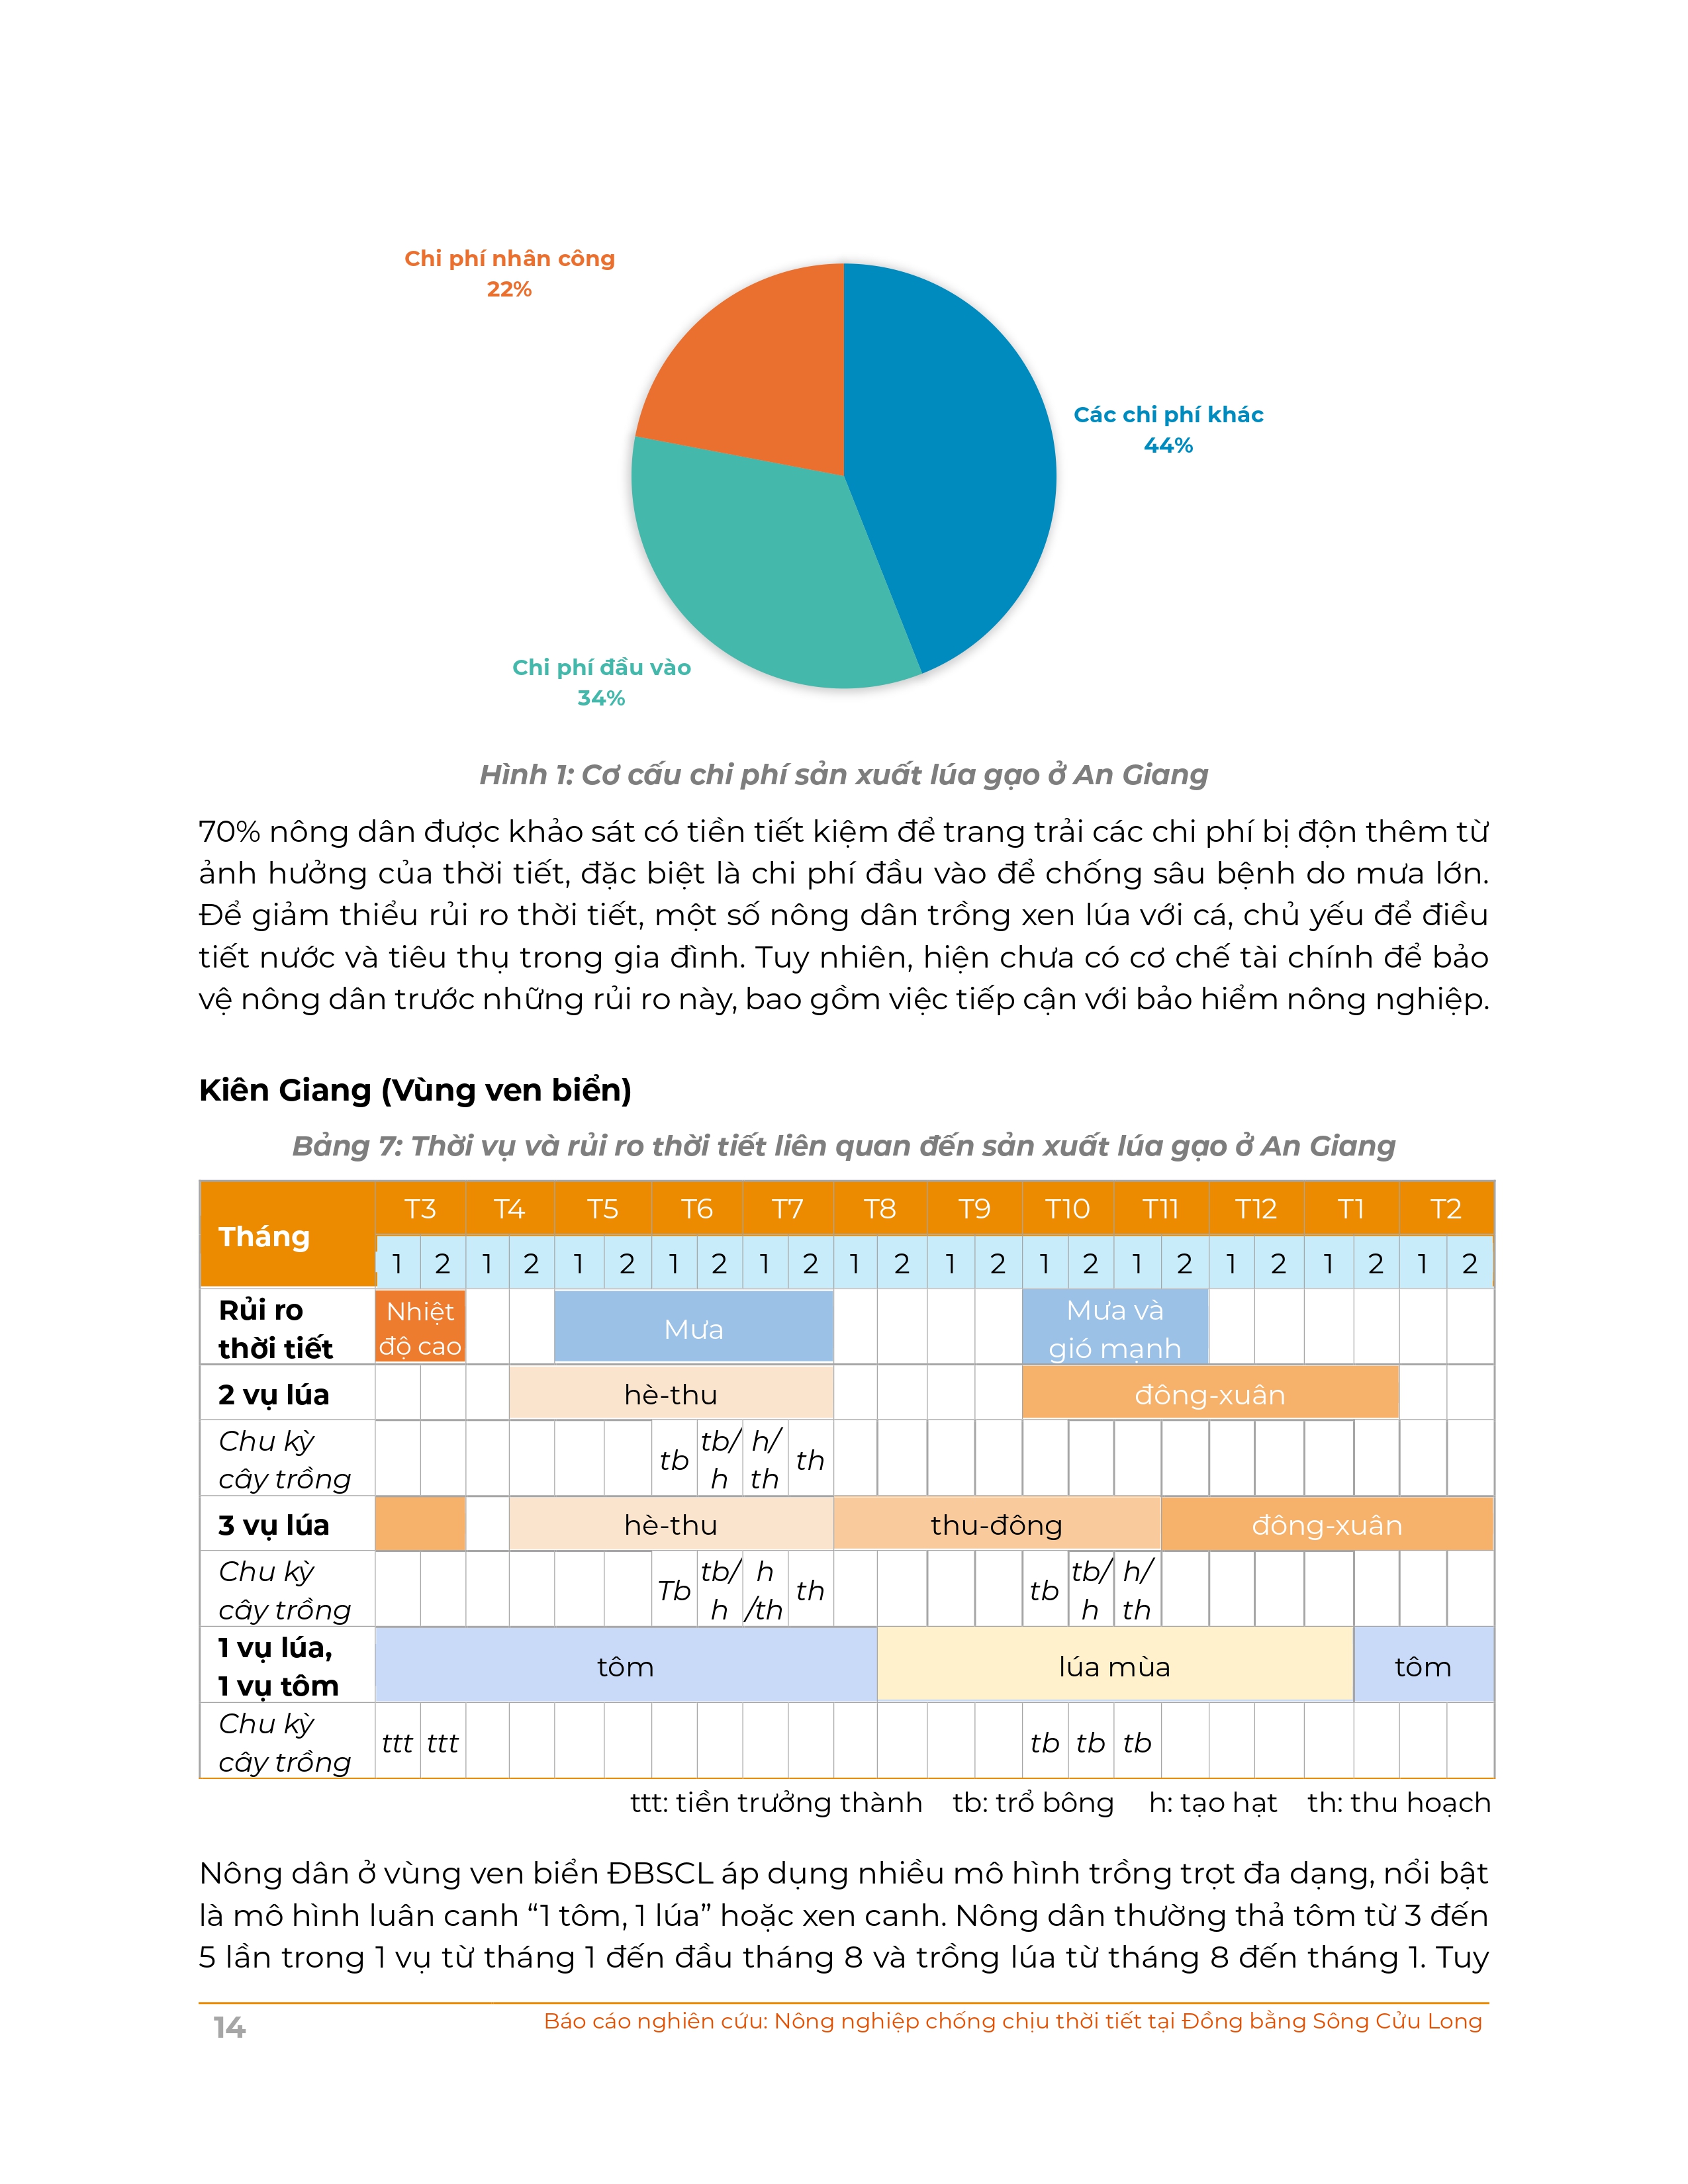 Chi phí nhân công
22%
Các chi phí khác
44%
Chi phí đầu vào
34%
Hình 1: Cơ cấu chi phí sản xuất lúa gạo ở An Giang
70% nông dân được khảo sát có tiền tiết kiệm để trang trải các chi phí bị độn thêm từ
ảnh hưởng của thời tiết, đặc biệt là chi phí đầu vào để chống sâu bệnh do mưa lớn.
Để giảm thiểu rủi ro thời tiết, một số nông dân trồng xen lúa với cá, chủ yếu để điều
tiết nước và tiêu thụ trong gia đình. Tuy nhiên, hiện chưa có cơ chế tài chính để bảo
vệ nông dân trước những rủi ro này, bao gồm việc tiếp cận với bảo hiểm nông nghiệp.
Kiên Giang (Vùng ven biển)
Bảng 7: Thời vụ và rủi ro thời tiết liên quan đến sản xuất lúa gạo ở An Giang
Tháng T3 T4 T5 T6 T7 T8 T9 T10 T11 T12 T1 T2
1 2 1 2 1 2 1 2 1 2 1 2 1 2 1 2 1 2 1 2 1 2 1 2
Rủi ro
thời tiết
Nhiệt
độ cao
Mưa
Mưa và
gió mạnh
2 vụ lúa hè-thu đông-xuân
Chu kỳ
cây trồng
tb
tb/
h
h/
th
th
3 vụ lúa hè-thu thu-đông đông-xuân
Chu kỳ
cây trồng
Tb
tb/
h
h
/th
th
tb
tb/
h
h/
th
1 vụ lúa,
1 vụ tôm
tôm lúa mùa tôm
Chu kỳ
cây trồng
ttt ttt tb tb tb
ttt: tiền trưởng thành tb: trổ bông h: tạo hạt th: thu hoạch
Nông dân ở vùng ven biển ĐBSCL áp dụng nhiều mô hình trồng trọt đa dạng, nổi bật
là mô hình luân canh “1 tôm, 1 lúa” hoặc xen canh. Nông dân thường thả tôm từ 3 đến
5 lần trong 1 vụ từ tháng 1 đến đầu tháng 8 và trồng lúa từ tháng 8 đến tháng 1. Tuy
14 Báo cáo nghiên cứu: Nông nghiệp chống chịu thời tiết tại Đồng bằng Sông Cửu Long